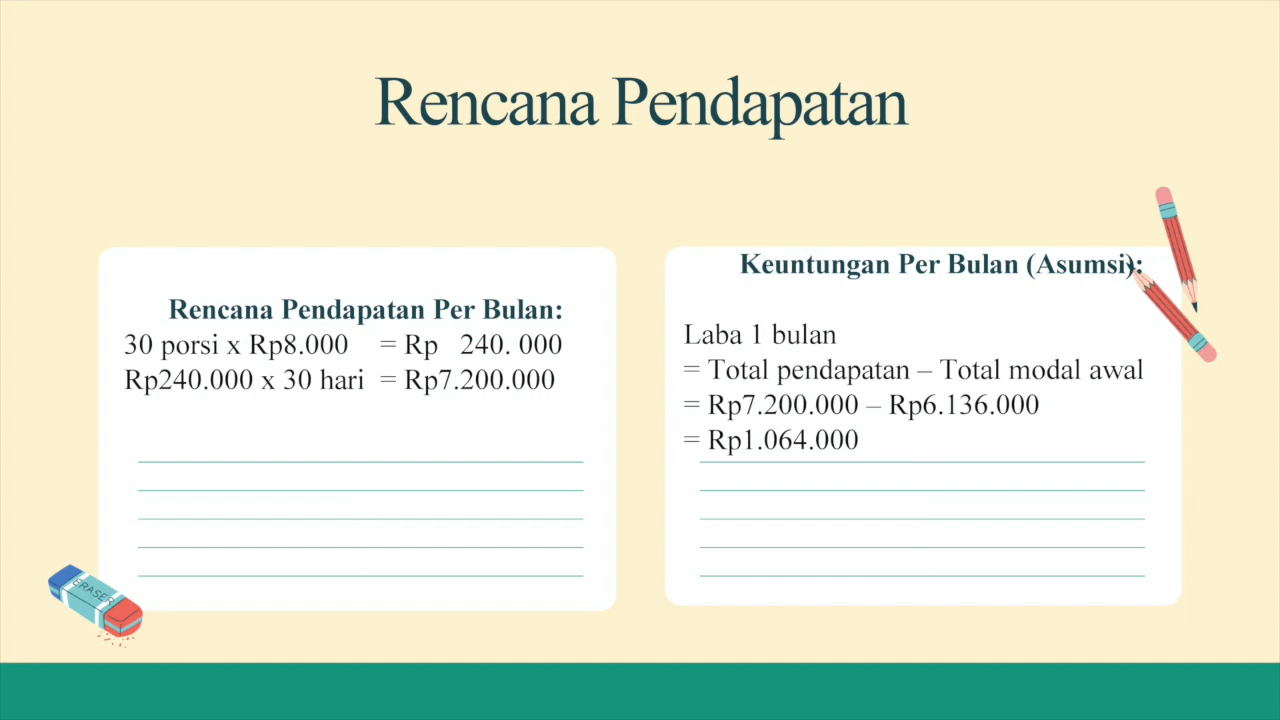 Rencana Pendapatan
Rencana Pendapatan Per Bulan:
30 porsi x Rp8.000 = Rp 240. 000
Rp240.000 x 30 hari = Rp7.200.000
Keuntungan Per Bulan (Asumsi):
Laba 1 bulan
= Total pendapatan – Total modal awal
= Rp7.200.000 – Rp6.136.000
= Rp1.064.000
ERASER